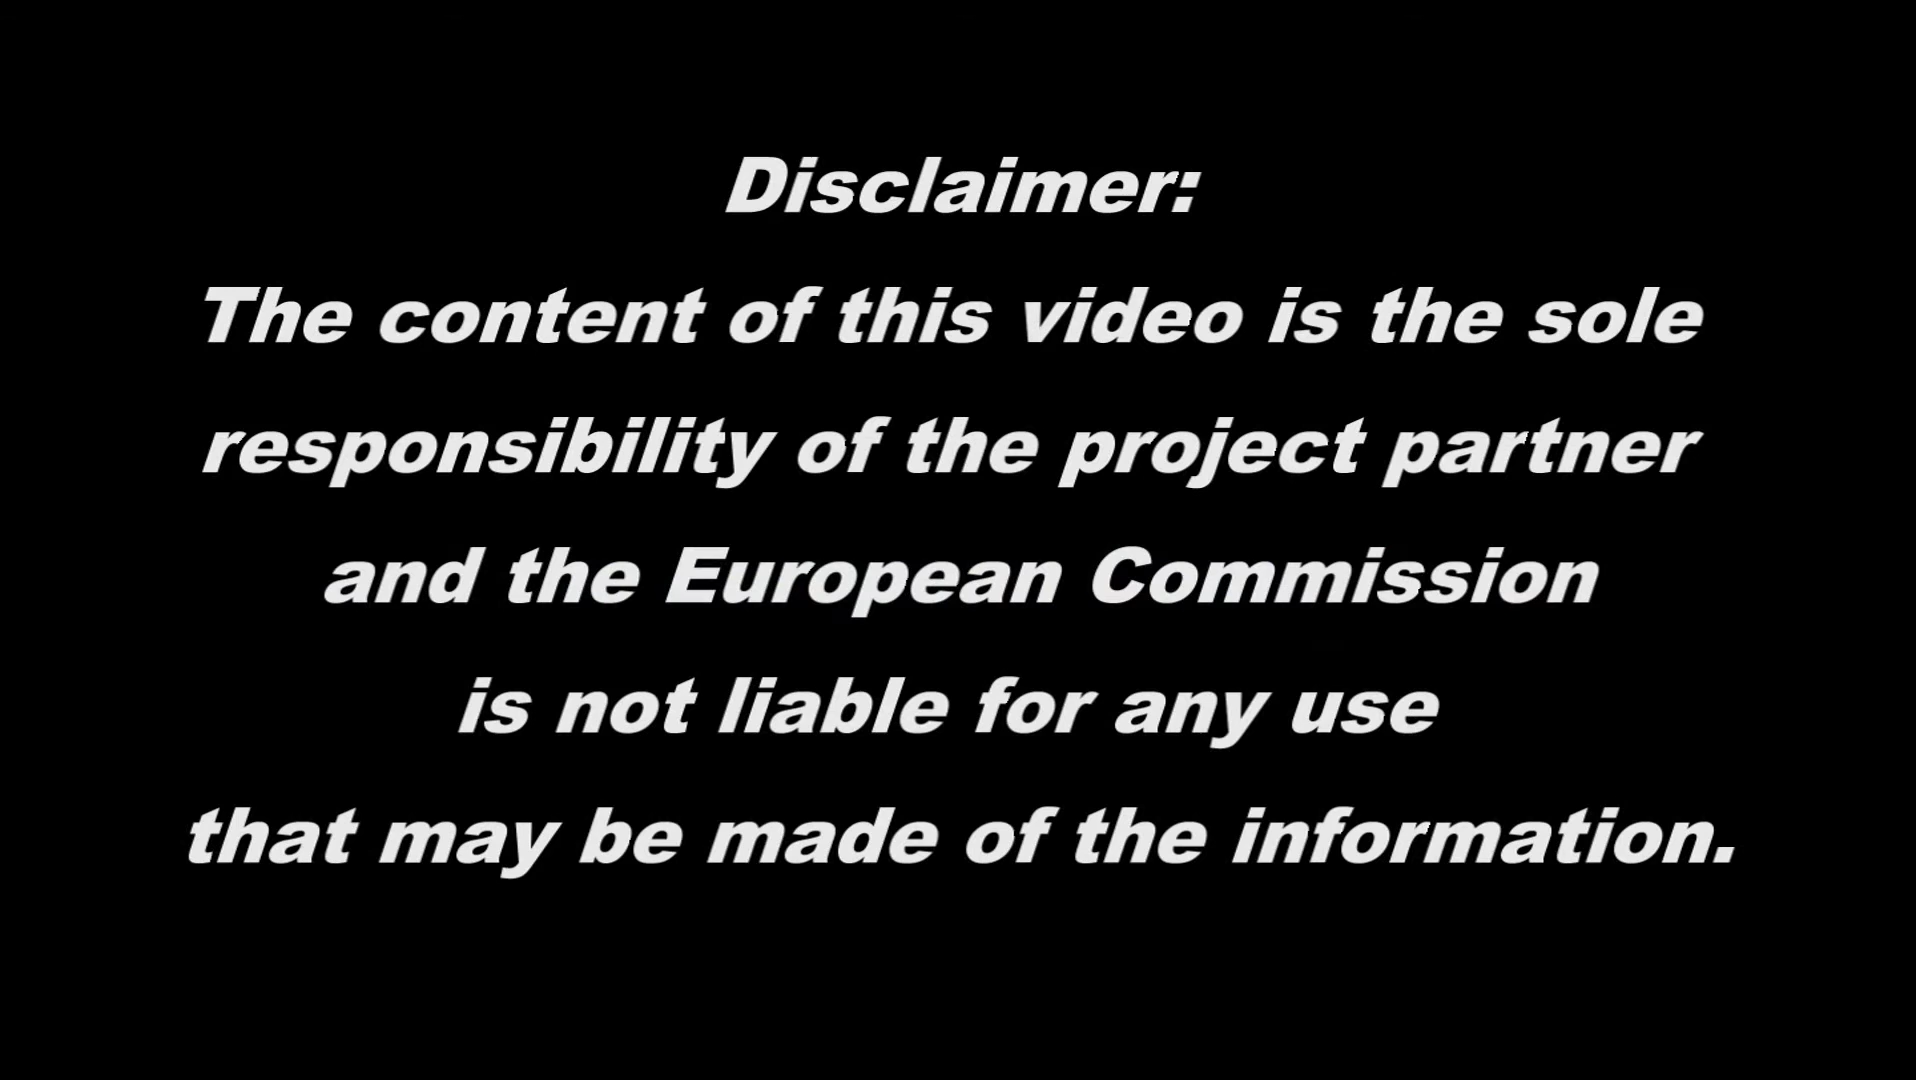 Disclaimer:
The content of this video is the sole
responsibility of the project partner
and the European Commission
is not liable for any use
that may be made of the information.